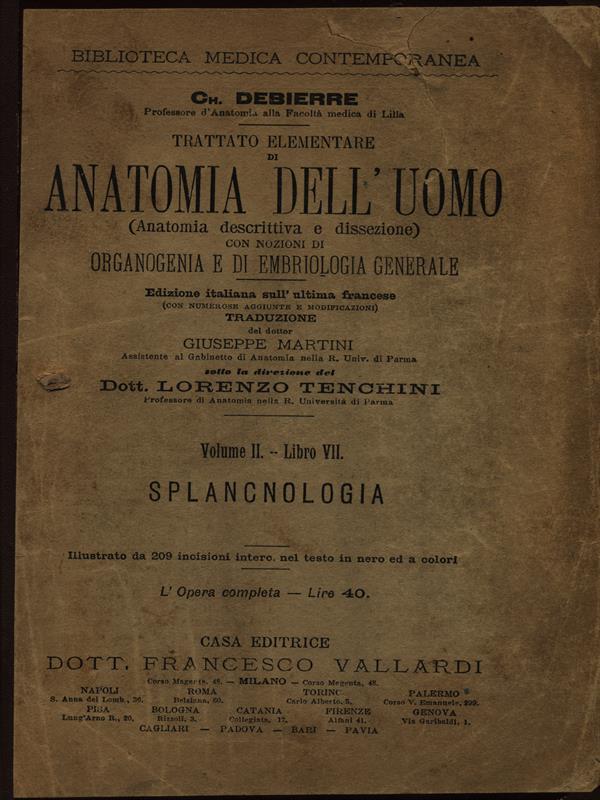 BIBLIOTECA MEDICA CONTEMPORANEA
CH. DEBIERRE
Professore d'Anatomia alla Facoltà medica di Lilla
TRATTATO ELEMENTARE
DI
ANATOMIA DELL'UOMO
(Anatomia descrittiva e dissezione)
CON NOZIONI DI
ORGANOGENIA E DI EMBRIOLOGIA GENERALE
Edizione italiana sull'ultima francese
(CON NUMEROSE AGGIUNTE E MODIFICAZIONI)
TRADUZIONE
del dottor
GIUSEPPE MARTINI
Assistente al Gabinetto di Anatomia nella R. Univ. di Parma
sotto la direzione del
Dott. LORENZO TENCHINI
Professore di Anatomia nella R. Università di Parma
Volume II. -- Libro VII.
SPLANCNOLOGIA
Illustrato da 209 incisioni interc. nel testo in nero ed a colori
L'Opera completa — Lire 40.
CASA EDITRICE
DOTT. FRANCESCO VALLARDI
Corso Magenta, 48. — MILANO — Corso Magenta, 48.
NAPOLI ROMA TORINO PALERMO
S. Anna dei Lomb., 36. Belsiana, 60. Carlo Alberto, 5. Corso V. Emanuele, 299.
PISA BOLOGNA CATANIA FIRENZE GENOVA
Lung'Arno R., 20. Rizzoli, 3. Collegiata, 12. Alfani 41. Via Garibaldi, 1.
CAGLIARI — PADOVA — BARI — PAVIA